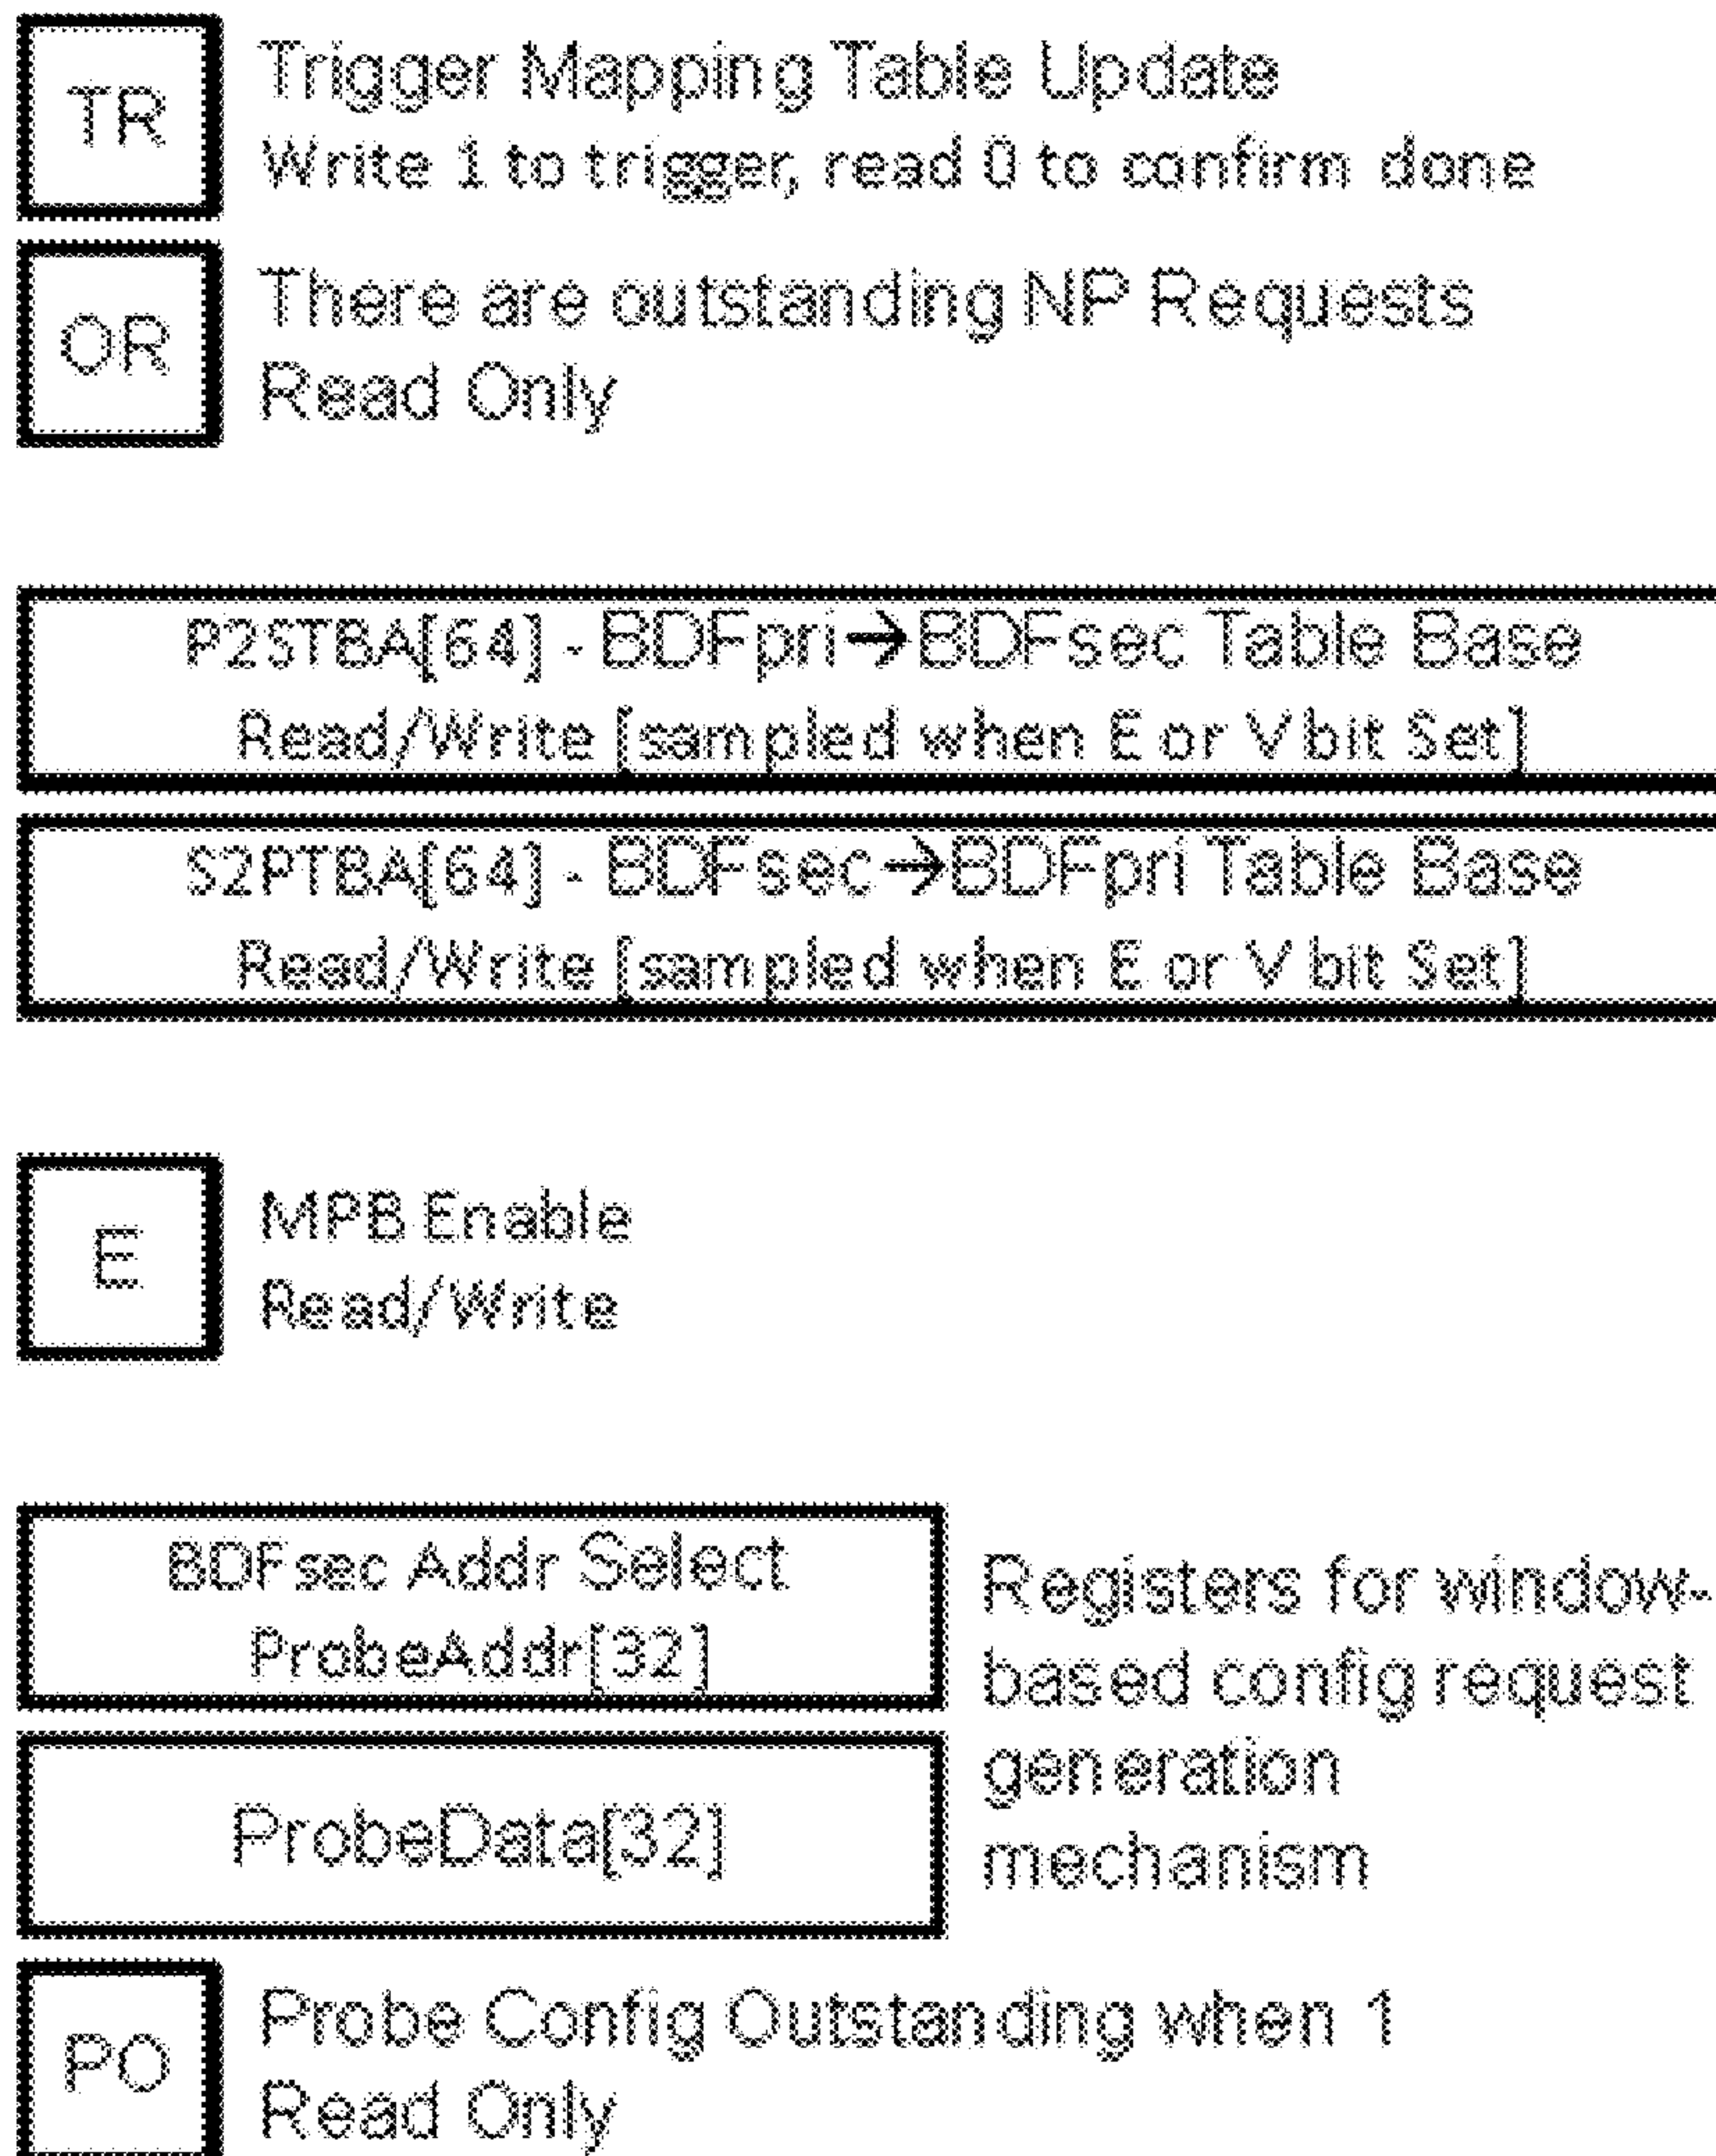 TR
Trigger Mapping Table Update
Write 1 to trigger, read 0 to confirm done
OR
There are outstanding NP Requests
Read Only
P2STBA[64] - BDFpri→BDFsec Table Base
Read/Write [sampled when E or V bit Set]
S2PTBA[64] - BDFsec→BDFpri Table Base
Read/Write [sampled when E or V bit Set]
E
MPB Enable
Read/Write
BDFsec Addr Select
ProbeAddr[32]
ProbeData[32]
Registers for window-
based config request
generation
mechanism
PO
Probe Config Outstanding when 1
Read Only